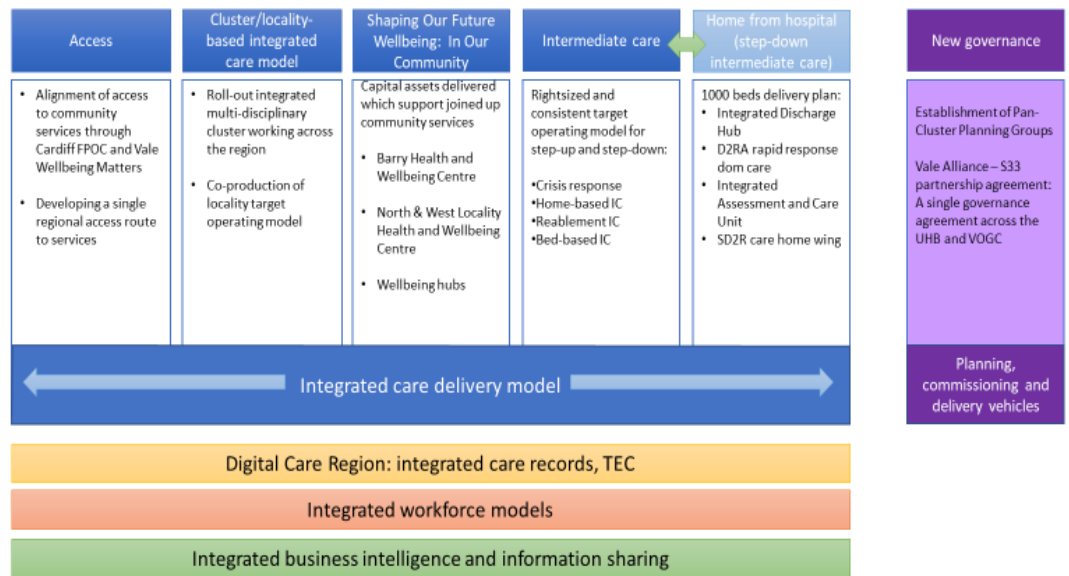 Access
• Alignment of access
to community
services through
Cardiff FPOC and Vale
Wellbeing Matters
• Developing a single
regional access route
to services
Cluster/locality-
based integrated
care model
• Roll-out integrated
multi-disciplinary
cluster working across
the region
• Co-production of
locality target
operating model
Shaping Our Future
Wellbeing: In Our
Community
Capital assets delivered
which support joined up
community services
• Barry Health and
Wellbeing Centre
• North & West Locality
Health and Wellbeing
Centre
• Wellbeing hubs
Intermediate care
Rightsized and
consistent target
operating model for
step-up and step-down:
•Crisis response
•Home-based IC
•Reablement IC
•Bed-based IC
Home from hospital
(step-down
intermediate care)
1000 beds delivery plan:
• Integrated Discharge
Hub
• D2RA rapid response
dom care
• Integrated
Assessment and Care
Unit
• SD2R care home wing
Integrated care delivery model
Digital Care Region: integrated care records, TEC
Integrated workforce models
Integrated business intelligence and information sharing
New governance
Establishment of Pan-
Cluster Planning Groups
Vale Alliance – S33
partnership agreement:
A single governance
agreement across the
UHB and VOGC
Planning,
commissioning and
delivery vehicles